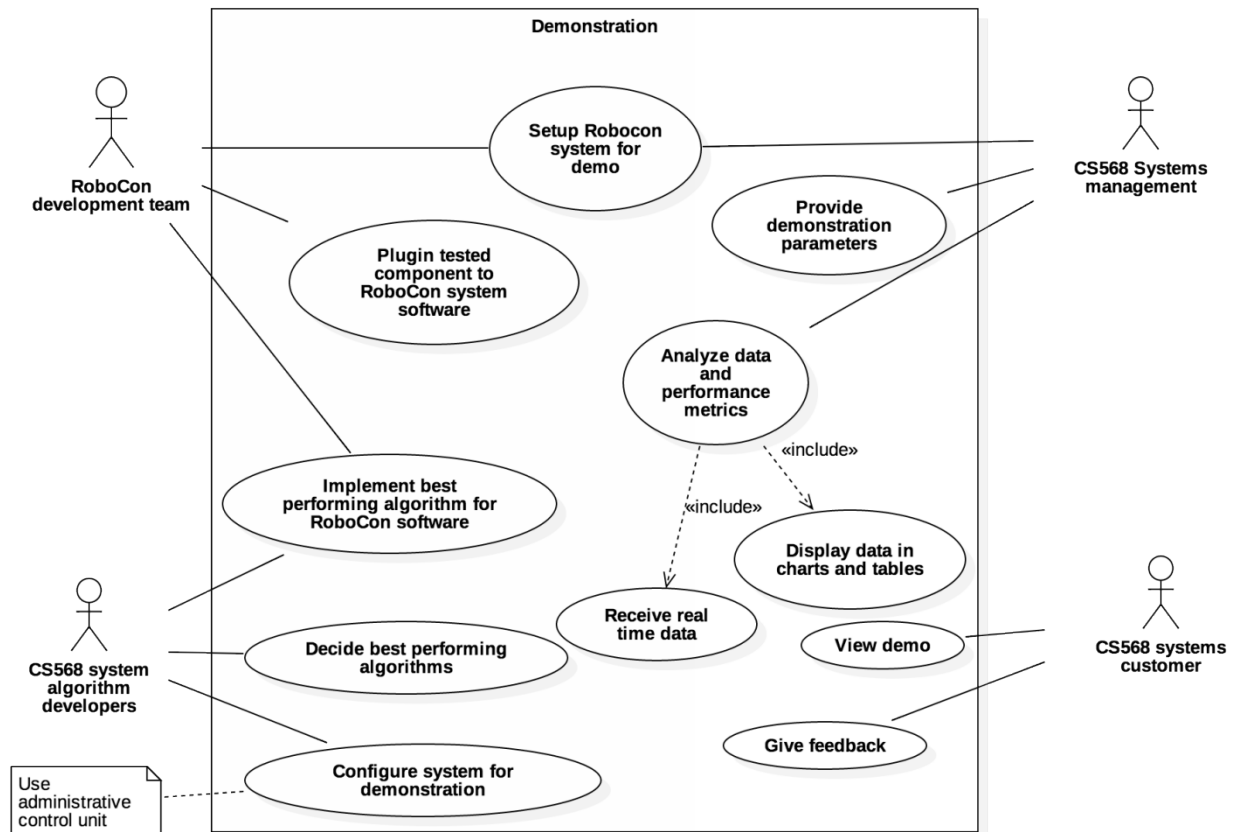 Demonstration
RoboCon
development team
CS568 Systems
management
Setup Robocon
system for
demo
Provide
demonstration
parameters
Plugin tested
component to
RoboCon system
software
Analyze data
and
performance
metrics
«include»
«include»
Implement best
performing algorithm for
RoboCon software
Display data in
charts and tables
Receive real
time data
CS568 system
algorithm
developers
Decide best performing
algorithms
View demo
CS568 systems
customer
Give feedback
Configure system for
demonstration
Use
administrative
control unit